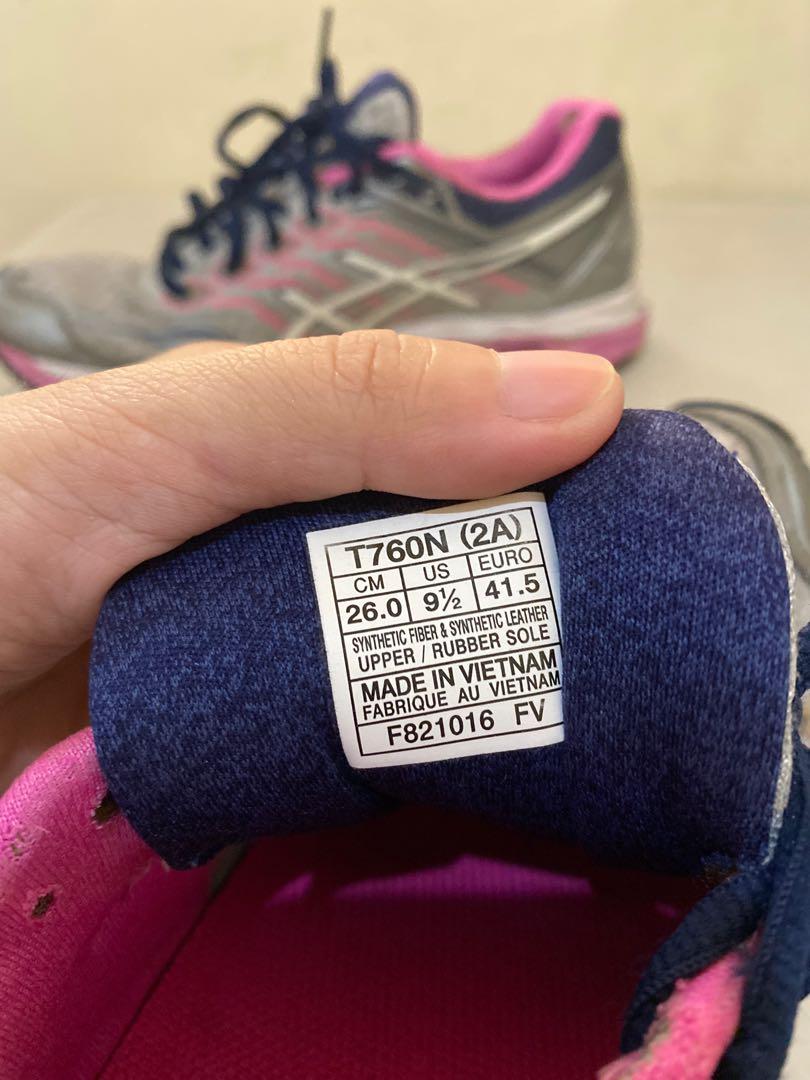 T760N (2A)
CM US EURO
26.0 9½ 41.5
SYNTHETIC FIBER & SYNTHETIC LEATHER
UPPER / RUBBER SOLE
MADE IN VIETNAM
FABRIQUE AU VIETNAM
F821016 FV